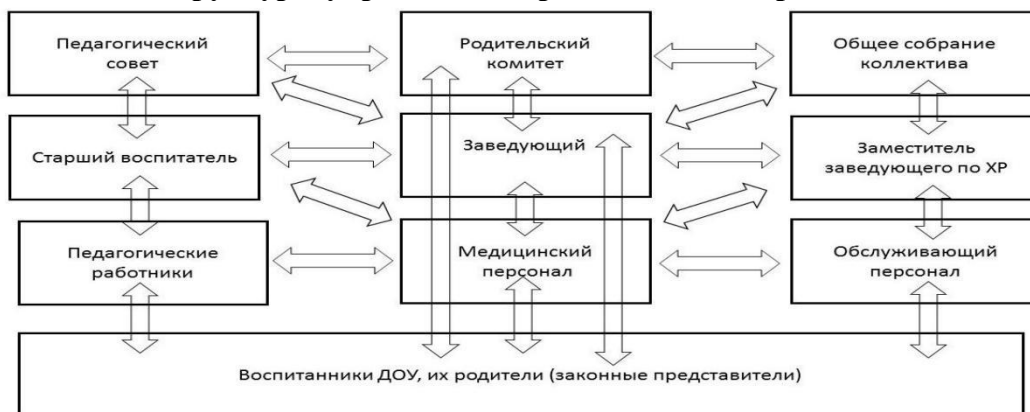 Педагогический
совет
Родительский
комитет
Общее собрание
коллектива
Старший воспитатель
Заведующий
Заместитель
заведующего по ХР
Педагогические
работники
Медицинский
персонал
Обслуживающий
персонал
Воспитанники ДОУ, их родители (законные представители)